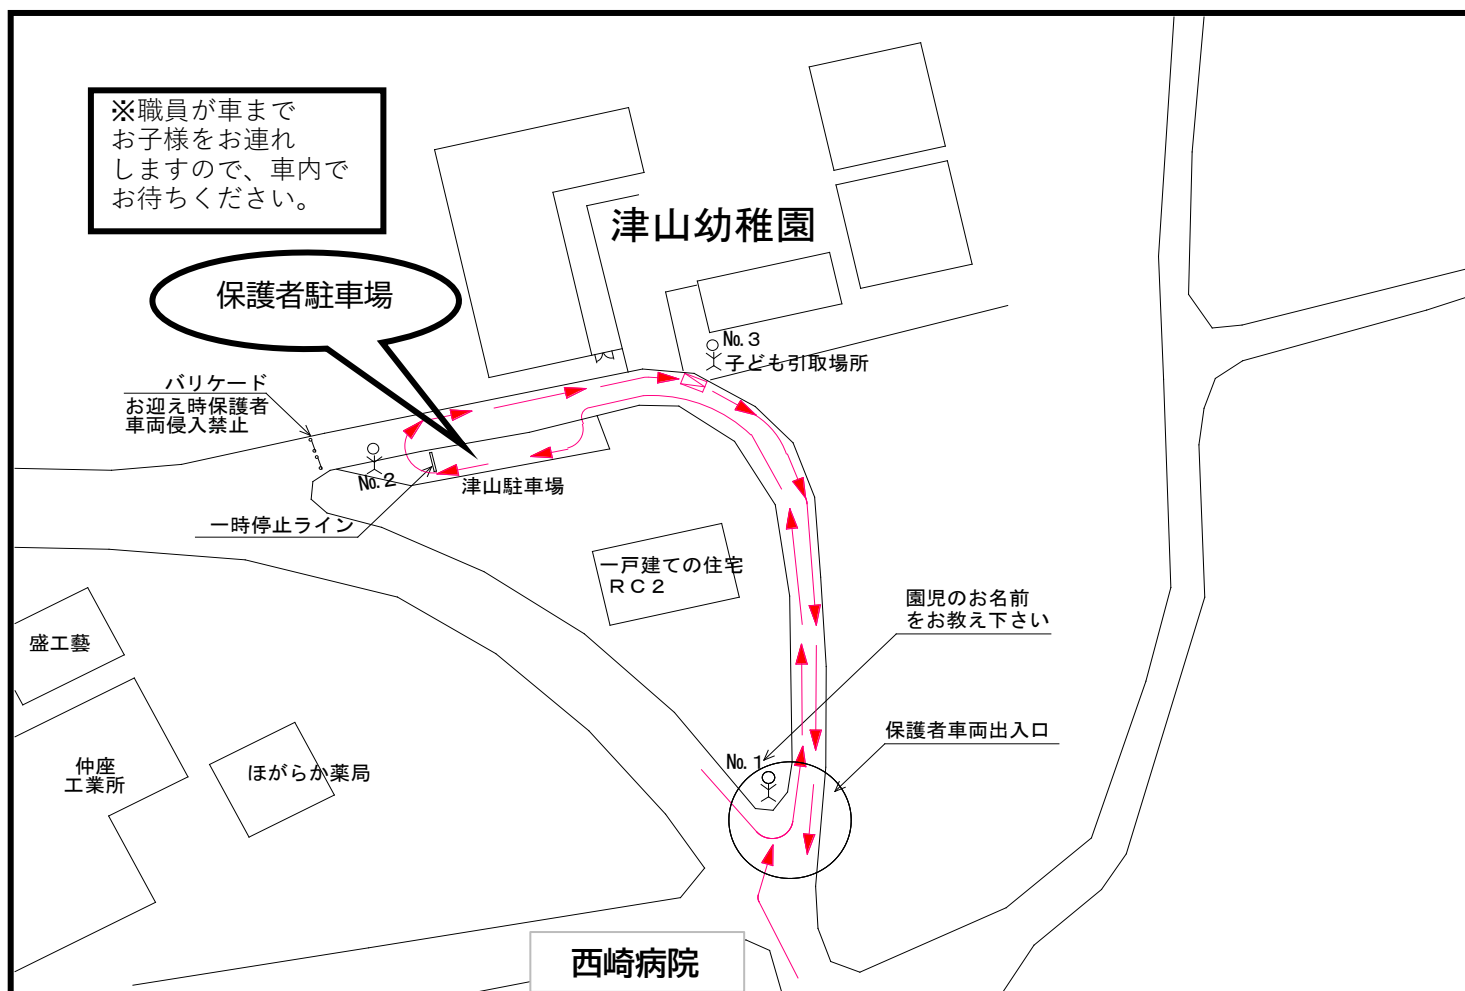 ※職員が車まで
お子様をお連れ
しますので、車内で
お待ちください。
津山幼稚園
保護者駐車場
№3
子ども引取場所
バリケード
お迎え時保護者
車両侵入禁止
№2
津山駐車場
一時停止ライン
一戸建ての住宅
RC2
園児のお名前
をお教え下さい
盛工藝
保護者車両出入口
№1
仲座
工業所
ほがらか薬局
西崎病院